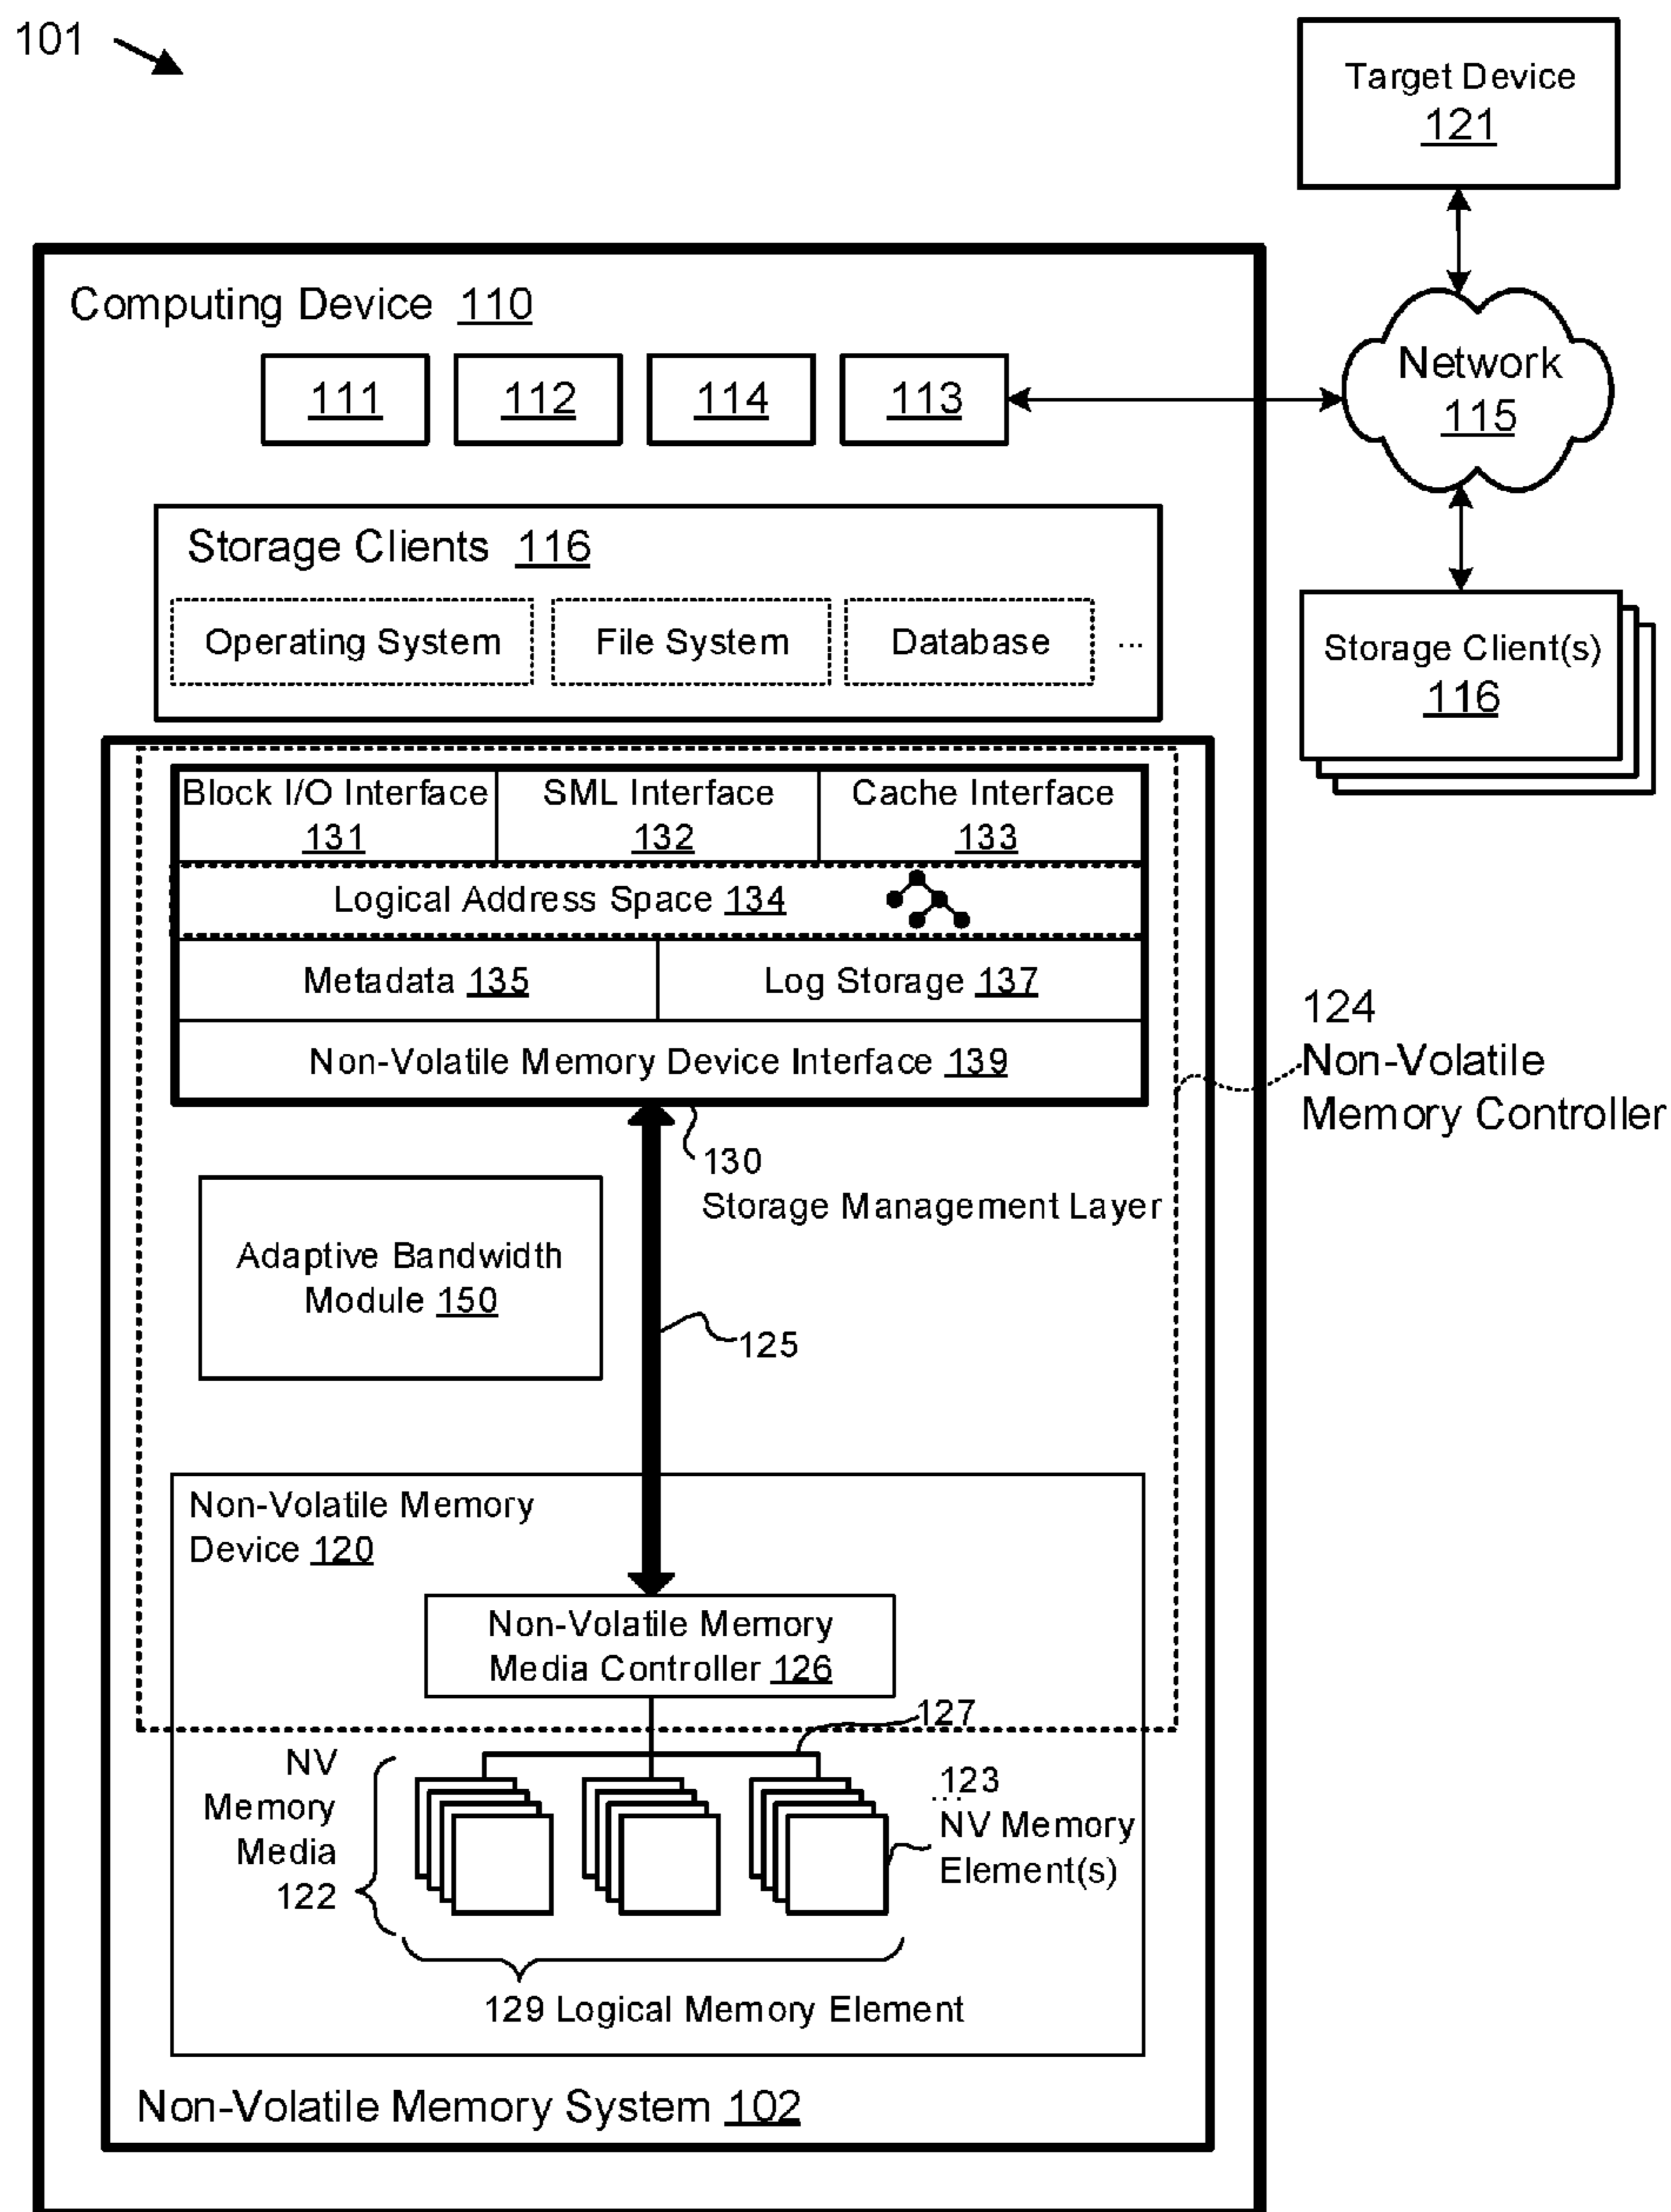 101
Target Device
121
Computing Device 110
111 112 114 113
Network
115
Storage Clients 116
Operating System File System Database ...
Storage Client(s)
116
Block I/O Interface
131
SML Interface
132
Cache Interface
133
Logical Address Space 134
Metadata 135 Log Storage 137
Non-Volatile Memory Device Interface 139
124
Non-Volatile
Memory Controller
130
Storage Management Layer
Adaptive Bandwidth
Module 150
125
Non-Volatile Memory
Device 120
Non-Volatile Memory
Media Controller 126
127
NV
Memory
Media
122
...
123
NV Memory
Element(s)
129 Logical Memory Element
Non-Volatile Memory System 102